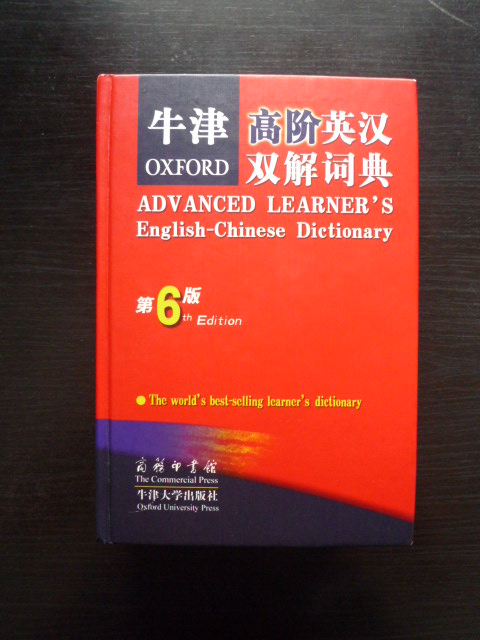 牛津
OXFORD
高阶英汉
双解词典
ADVANCED LEARNER'S
English-Chinese Dictionary
第6版
th Edition
The world's best-selling learner's dictionary
商務印書館
The Commercial Press
牛津大学出版社
Oxford University Press